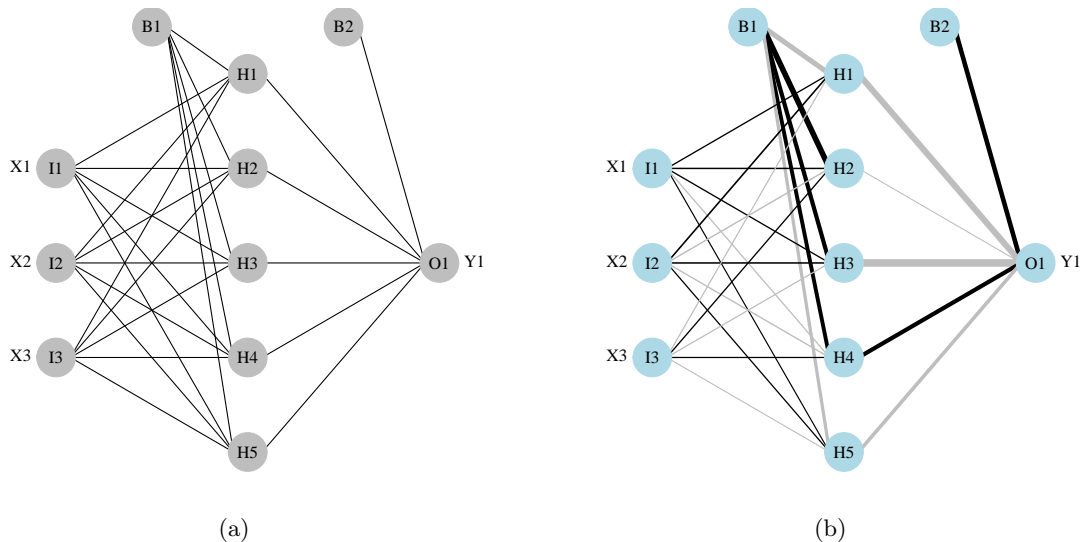 B1 B2
H1
X1 I1 H2
X2 I2 H3 O1 Y1
X3 I3 H4
H5
(a)
B1 B2
H1
X1 I1 H2
X2 I2 H3 O1 Y1
X3 I3 H4
H5
(b)